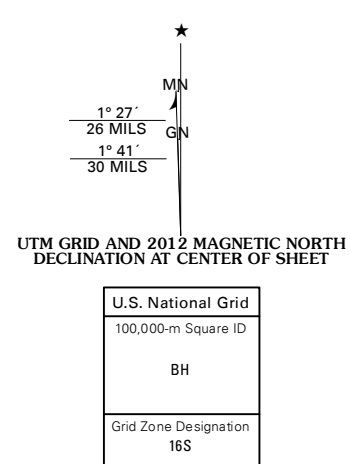 ★
MN
1° 27´
26 MILS
GN
1° 41´
30 MILS
UTM GRID AND 2012 MAGNETIC NORTH
DECLINATION AT CENTER OF SHEET
U.S. National Grid
100,000-m Square ID
BH
Grid Zone Designation
16S